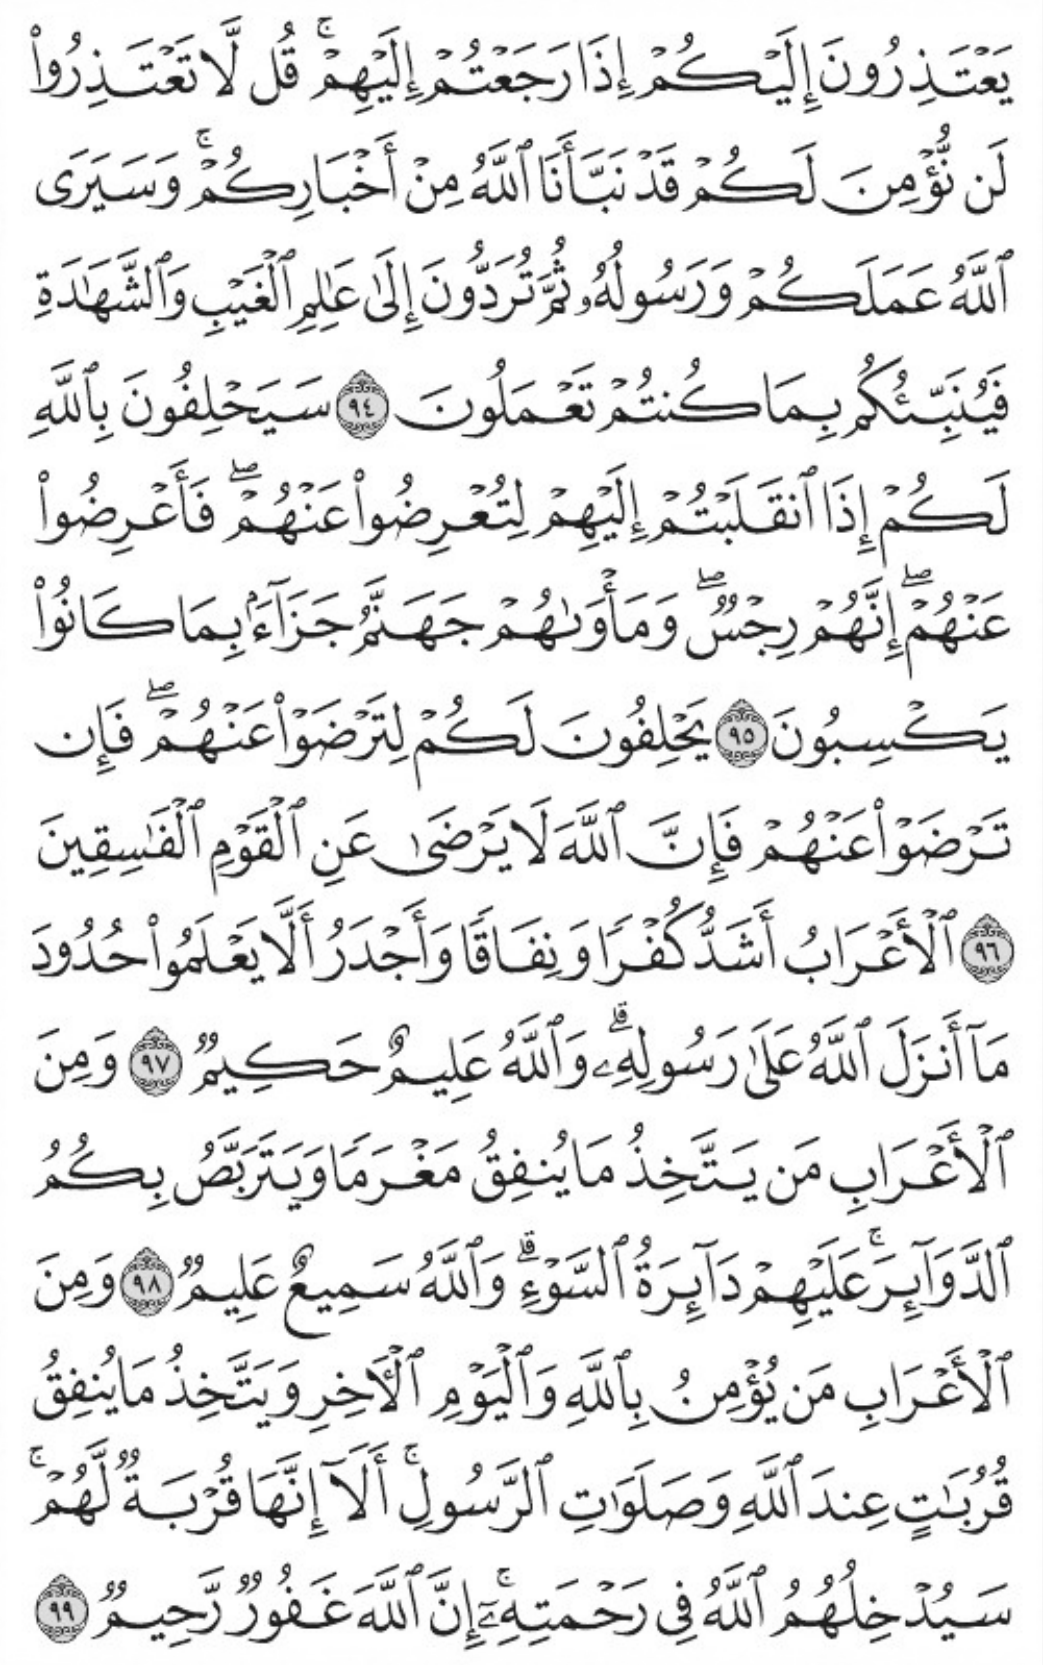 يَعْتَذِرُونَ إِلَيْكُمْ إِذَا رَجَعْتُمْ إِلَيْهِمْ ۚ قُل لَّا تَعْتَذِرُوا۟
لَن نُّؤْمِنَ لَكُمْ قَدْ نَبَّأَنَا ٱللَّهُ مِنْ أَخْبَارِكُمْ ۚ وَسَيَرَى
ٱللَّهُ عَمَلَكُمْ وَرَسُولُهُۥ ثُمَّ تُرَدُّونَ إِلَىٰ عَـٰلِمِ ٱلْغَيْبِ وَٱلشَّهَـٰدَةِ
فَيُنَبِّئُكُم بِمَا كُنتُمْ تَعْمَلُونَ ٩٤ سَيَحْلِفُونَ بِٱللَّهِ
لَكُمْ إِذَا ٱنقَلَبْتُمْ إِلَيْهِمْ لِتُعْرِضُوا۟ عَنْهُمْ ۖ فَأَعْرِضُوا۟
عَنْهُمْ ۖ إِنَّهُمْ رِجْسٌ ۖ وَمَأْوَىٰهُمْ جَهَنَّمُ جَزَآءًۢ بِمَا كَانُوا۟
يَكْسِبُونَ ٩٥ يَحْلِفُونَ لَكُمْ لِتَرْضَوْا۟ عَنْهُمْ ۖ فَإِن
تَرْضَوْا۟ عَنْهُمْ فَإِنَّ ٱللَّهَ لَا يَرْضَىٰ عَنِ ٱلْقَوْمِ ٱلْفَـٰسِقِينَ
٩٦ ٱلْأَعْرَابُ أَشَدُّ كُفْرًا وَنِفَاقًا وَأَجْدَرُ أَلَّا يَعْلَمُوا۟ حُدُودَ
مَآ أَنزَلَ ٱللَّهُ عَلَىٰ رَسُولِهِۦ ۗ وَٱللَّهُ عَلِيمٌ حَكِيمٌ ٩٧ وَمِنَ
ٱلْأَعْرَابِ مَن يَتَّخِذُ مَا يُنفِقُ مَغْرَمًا وَيَتَرَبَّصُ بِكُمُ
ٱلدَّوَآئِرَ ۚ عَلَيْهِمْ دَآئِرَةُ ٱلسَّوْءِ ۗ وَٱللَّهُ سَمِيعٌ عَلِيمٌ ٩٨ وَمِنَ
ٱلْأَعْرَابِ مَن يُؤْمِنُ بِٱللَّهِ وَٱلْيَوْمِ ٱلْـَٔاخِرِ وَيَتَّخِذُ مَا يُنفِقُ
قُرُبَـٰتٍ عِندَ ٱللَّهِ وَصَلَوَٰتِ ٱلرَّسُولِ ۚ أَلَآ إِنَّهَا قُرْبَةٌ لَّهُمْ ۚ
سَيُدْخِلُهُمُ ٱللَّهُ فِى رَحْمَتِهِۦٓ ۚ إِنَّ ٱللَّهَ غَفُورٌ رَّحِيمٌ ٩٩